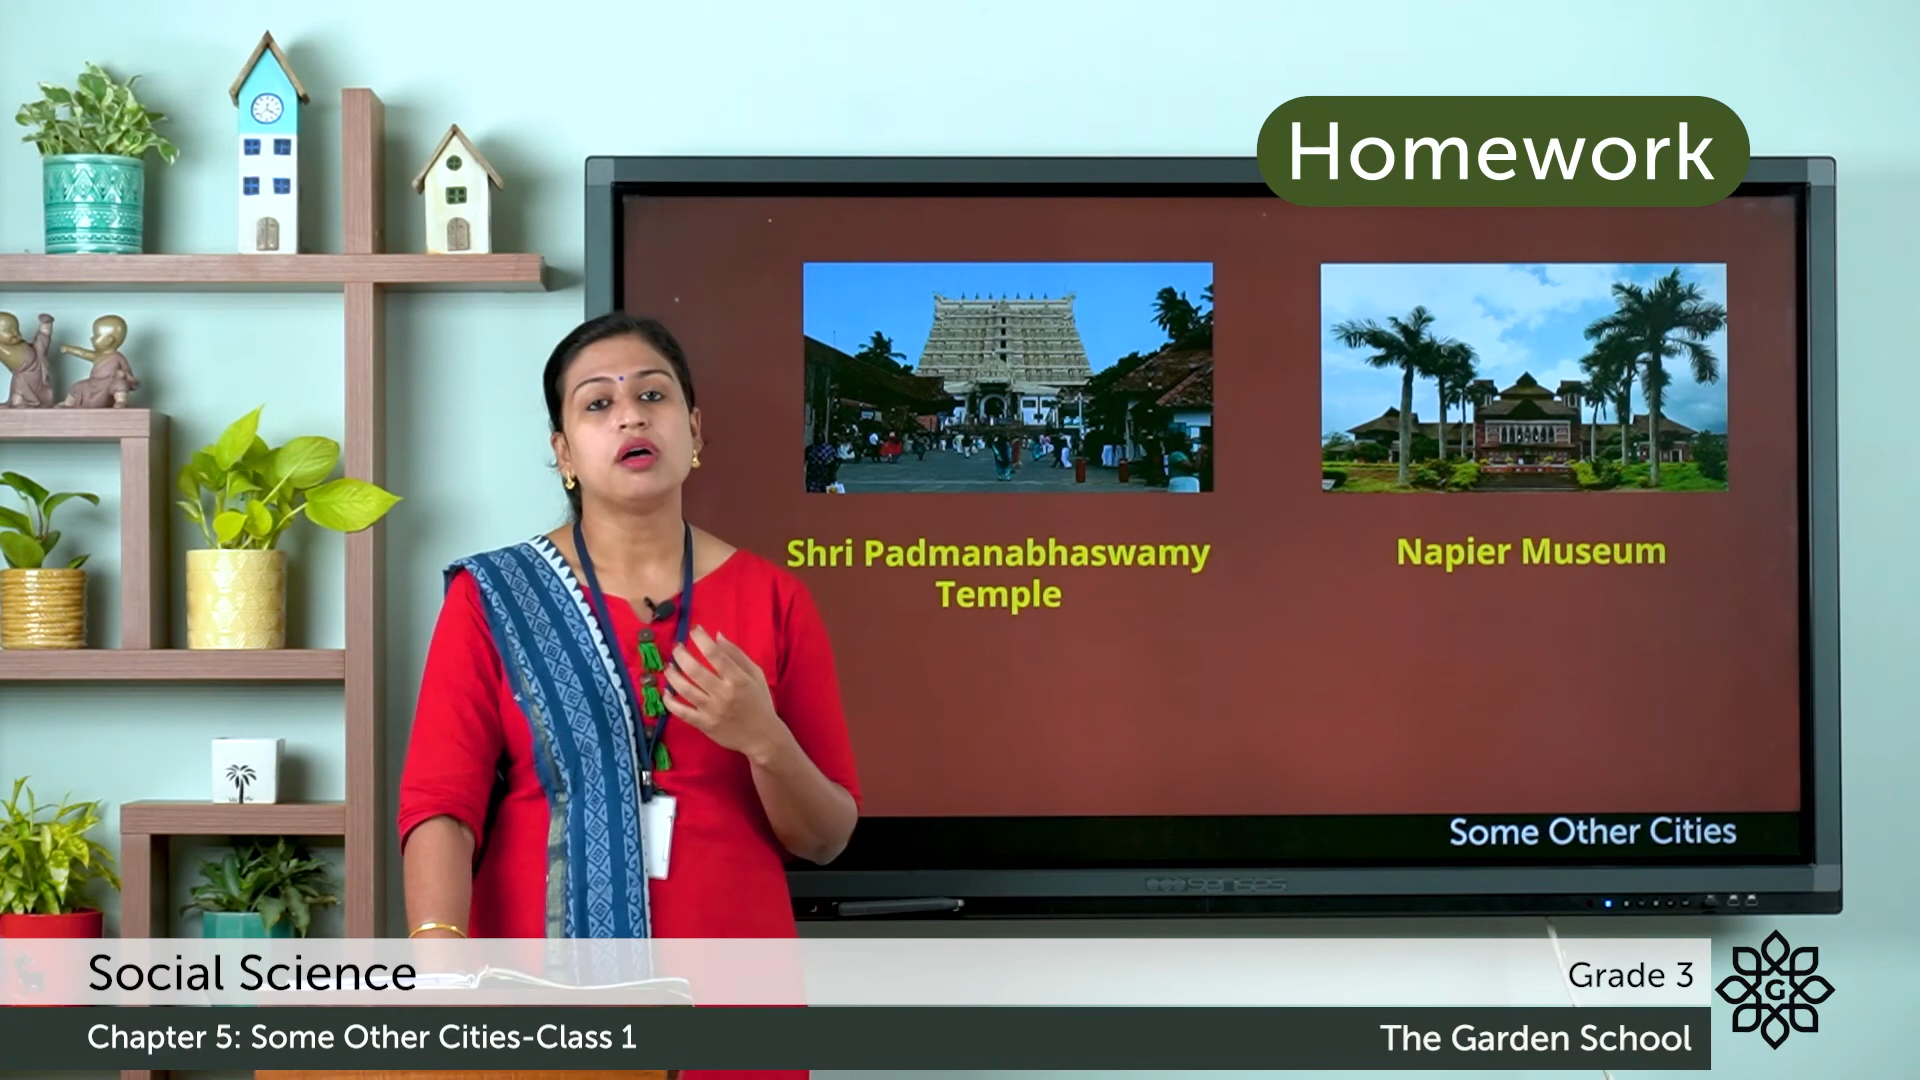 Homework
Shri Padmanabhaswamy
Temple
Napier Museum
Some Other Cities
senses
Social Science
Grade 3
Chapter 5: Some Other Cities-Class 1
The Garden School
G